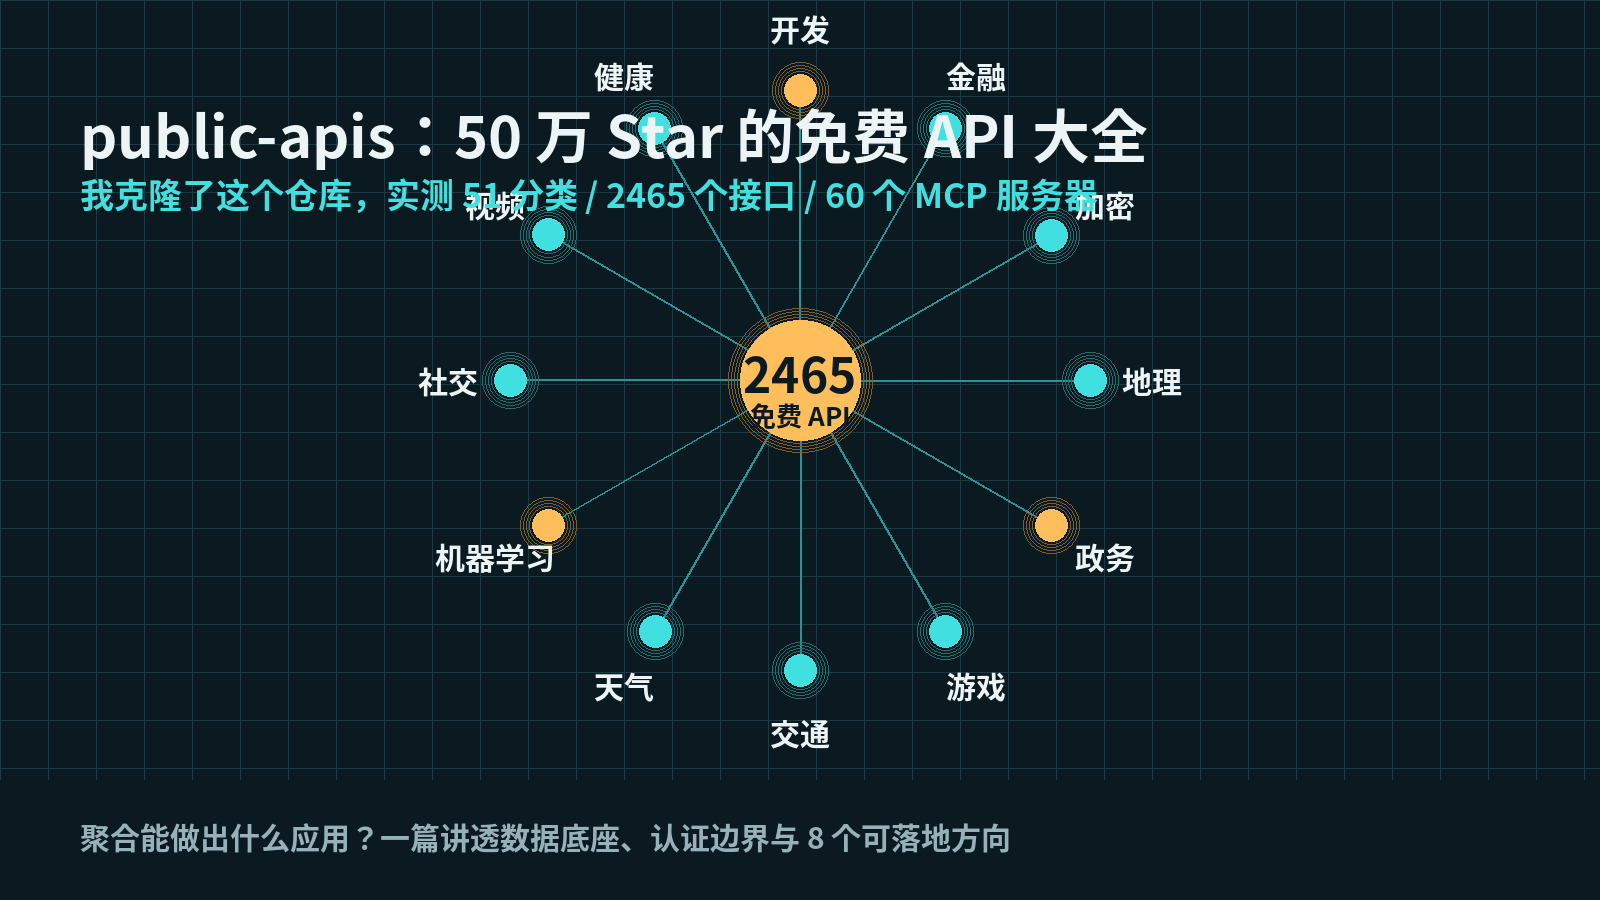 开发
健康
金融
public-apis：50 万 Star 的免费 API 大全
我克隆了这个仓库，实测 51 分类 / 2465 个接口 / 60 个 MCP 服务器
视频
加密
社交
2465
免费 API
地理
机器学习
政务
天气
游戏
交通
聚合能做出什么应用？一篇讲透数据底座、认证边界与 8 个可落地方向